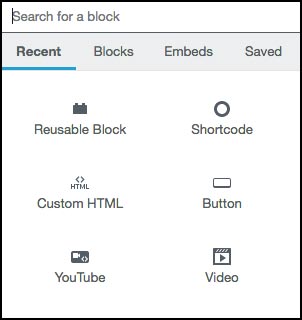 Search for a block
Recent Blocks Embeds Saved
Reusable Block Shortcode
HTML
Custom HTML Button
YouTube Video